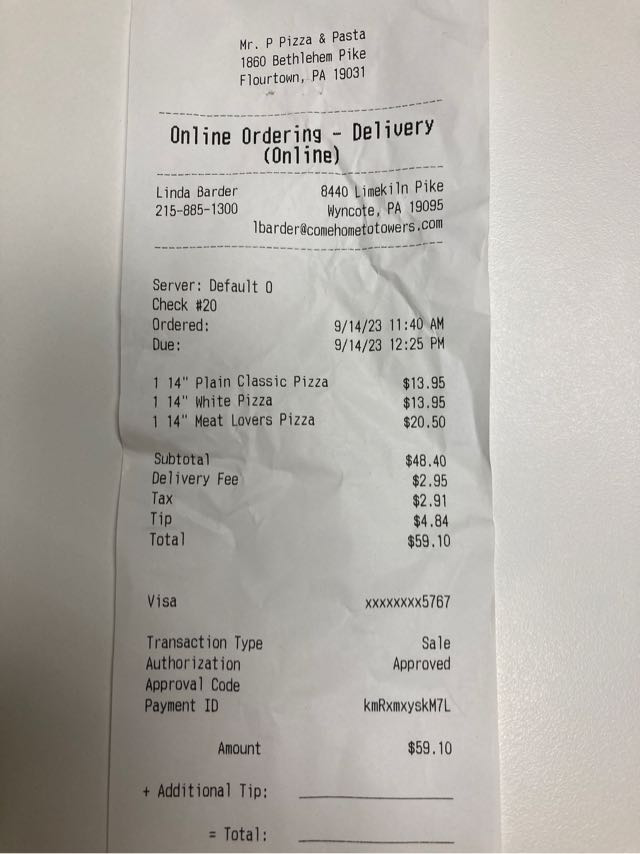 Mr. P Pizza & Pasta
1860 Bethlehem Pike
Flourtown, PA 19031
Online Ordering - Delivery
(Online)
Linda Barder 8440 Limekiln Pike
215-885-1300 Wyncote, PA 19095
lbarder@comehometotowers.com
Server: Default O
Check #20
Ordered: 9/14/23 11:40 AM
Due: 9/14/23 12:25 PM
1 14" Plain Classic Pizza $13.95
1 14" White Pizza $13.95
1 14" Meat Lovers Pizza $20.50
Subtotal $48.40
Delivery Fee $2.95
Tax $2.91
Tip $4.84
Total $59.10
Visa xxxxxxxx5767
Transaction Type Sale
Authorization Approved
Approval Code
Payment ID kmRxmxyskM7L
Amount $59.10
+ Additional Tip:
= Total: